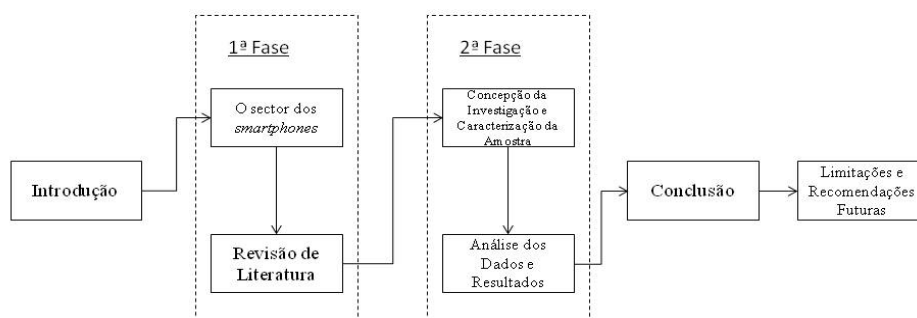 Introdução
1ª Fase
O sector dos
smartphones
Revisão de
Literatura
2ª Fase
Concepção da
Investigação e
Caracterização da
Amostra
Análise dos
Dados e
Resultados
Conclusão
Limitações e
Recomendações
Futuras